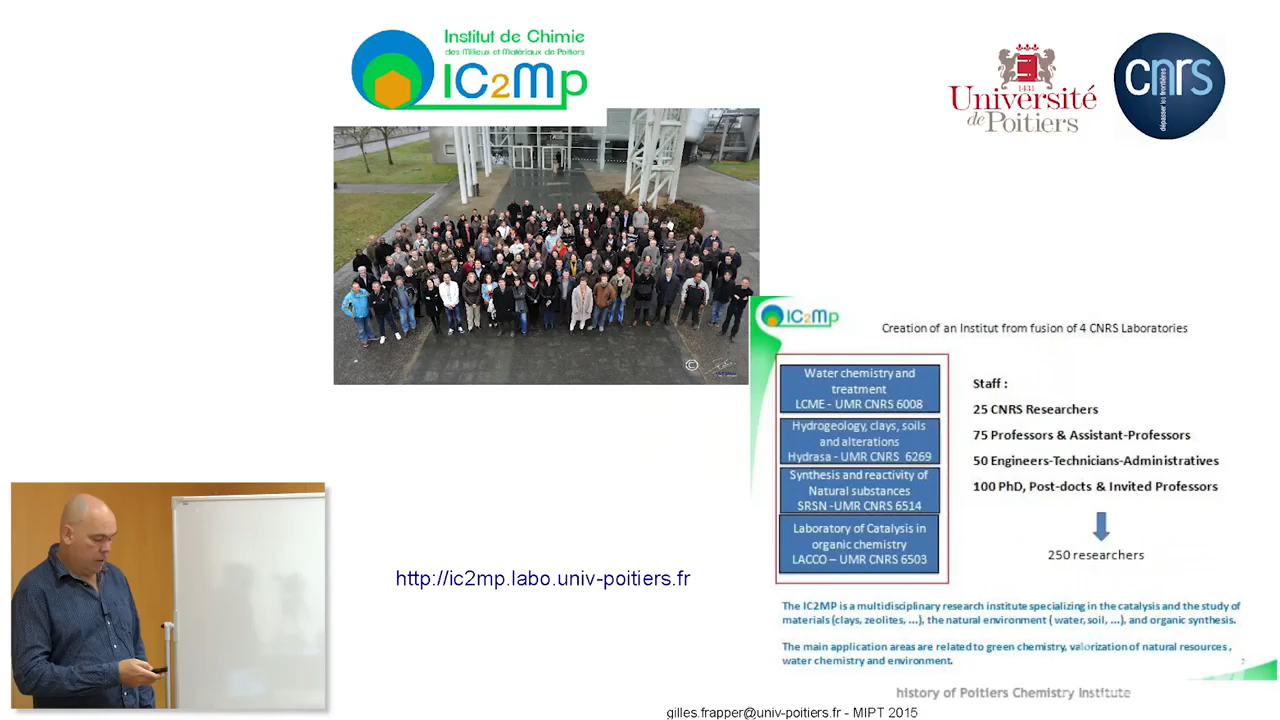 Institut de Chimie
des Milieux et Matériaux de Poitiers
IC2MP
1431
Université
de Poitiers
cnrs
dépasser les frontières
©
IC2MP
Creation of an Institut from fusion of 4 CNRS Laboratories
Water chemistry and
treatment
LCME - UMR CNRS 6008
Hydrogeology, clays, soils
and alterations
Hydrasa - UMR CNRS 6269
Synthesis and reactivity of
Natural substances
SRSN -UMR CNRS 6514
Laboratory of Catalysis in
organic chemistry
LACCO – UMR CNRS 6503
Staff :
25 CNRS Researchers
75 Professors & Assistant-Professors
50 Engineers-Technicians-Administratives
100 PhD, Post-docts & Invited Professors
250 researchers
http://ic2mp.labo.univ-poitiers.fr
The IC2MP is a multidisciplinary research institute specializing in the catalysis and the study of
materials (clays, zeolites, ...), the natural environment ( water, soil, ...), and organic synthesis.
The main application areas are related to green chemistry, valorization of natural resources ,
water chemistry and environment.
2
history of Poitiers Chemistry Institute
gilles.frapper@univ-poitiers.fr - MIPT 2015